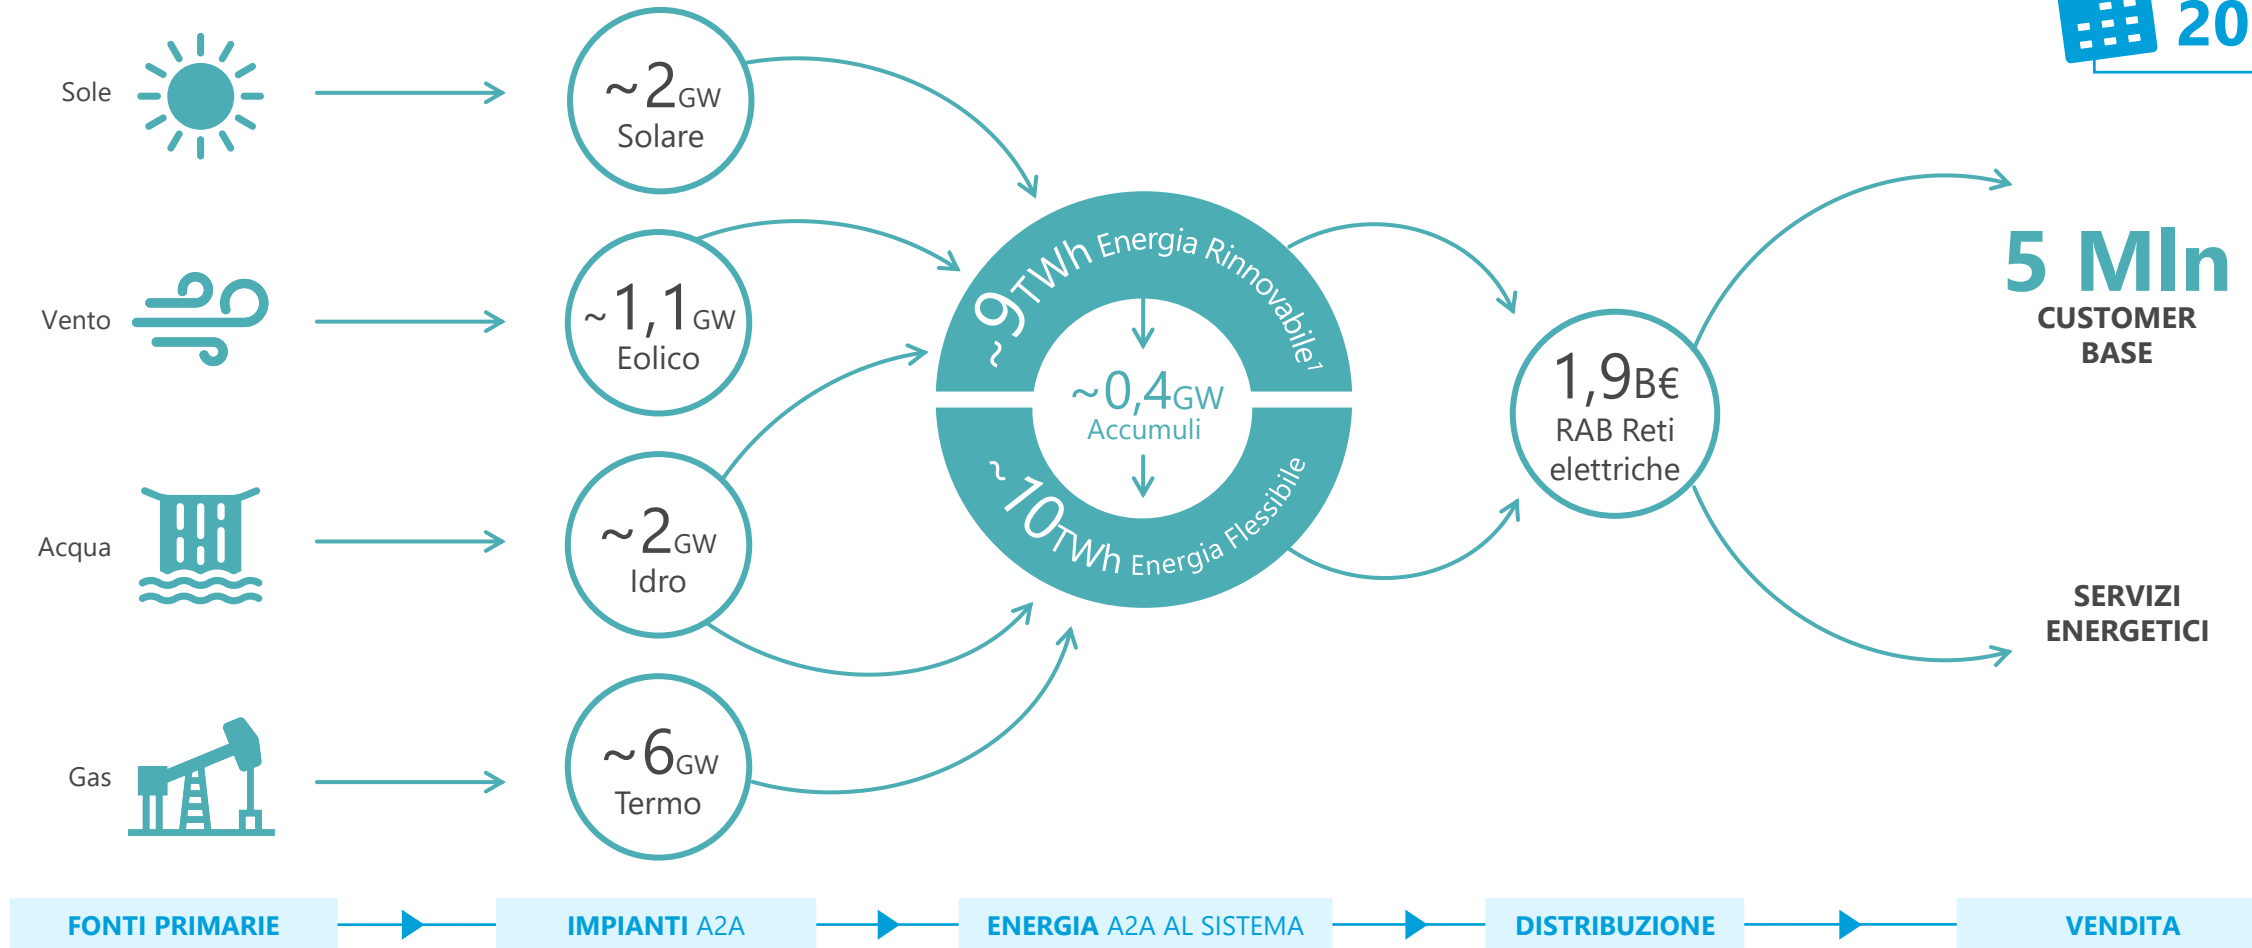 20
Sole
~2GW
Solare
Vento
~1,1GW
Eolico
Acqua
~2GW
Idro
Gas
~6GW
Termo
~9TWh Energia Rinnovabile¹
~0,4GW
Accumuli
~10TWh Energia Flessibile
1,9B€
RAB Reti
elettriche
5 Mln
CUSTOMER
BASE
SERVIZI
ENERGETICI
FONTI PRIMARIE
IMPIANTI A2A
ENERGIA A2A AL SISTEMA
DISTRIBUZIONE
VENDITA